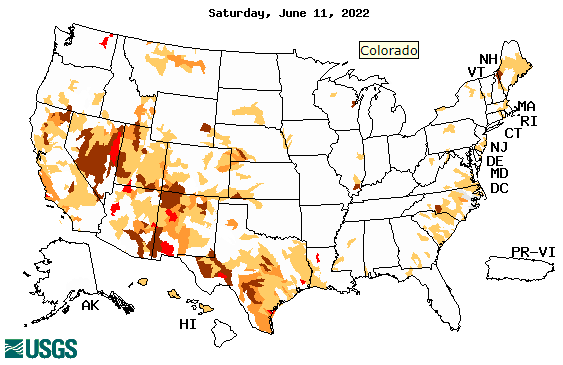 Saturday, June 11, 2022
Colorado
NH
VT
MA
RI
CT
NJ
DE
MD
DC
PR-VI
AK
HI
USGS